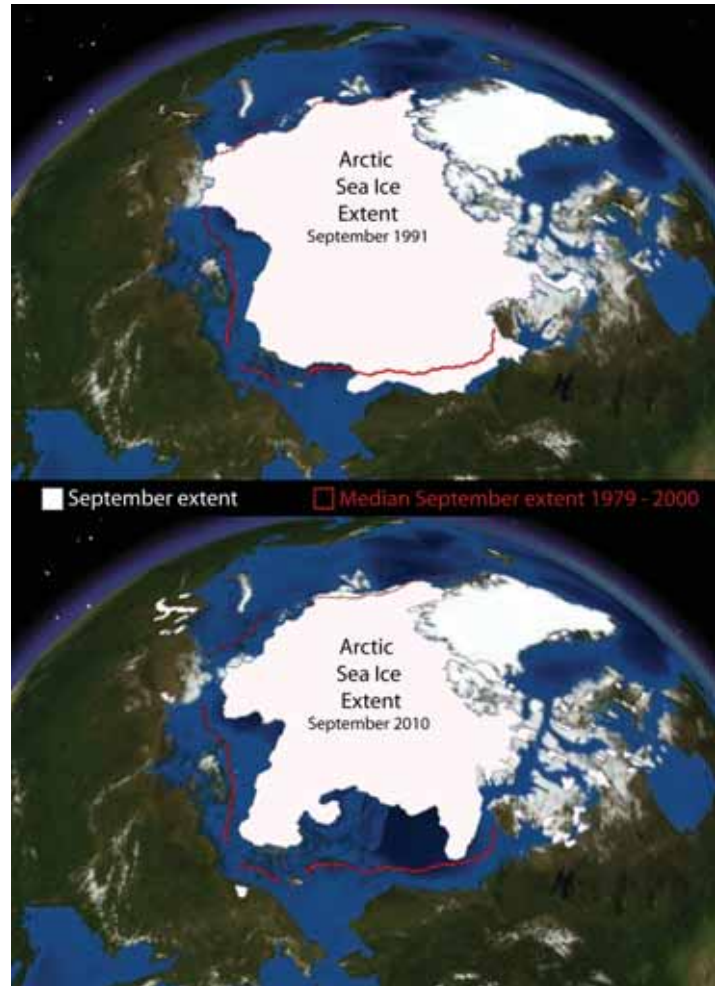 Arctic
Sea Ice
Extent
September 1991
September extent
Median September extent 1979 - 2000
Arctic
Sea Ice
Extent
September 2010